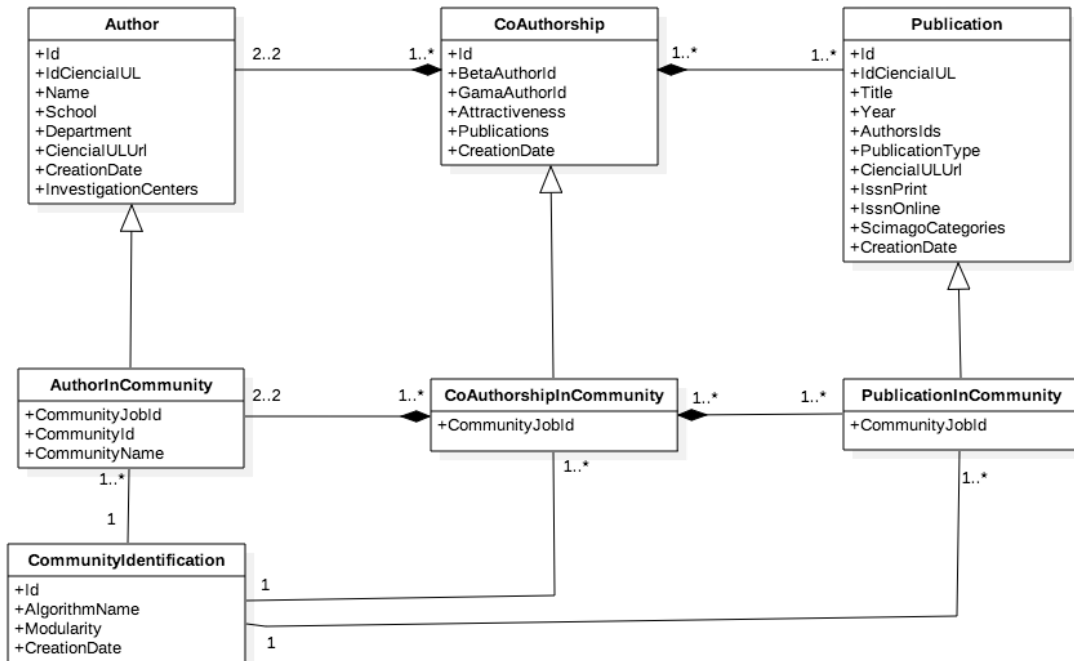 Author
+Id
+IdCiencialUL
+Name
+School
+Department
+CiencialULUrl
+CreationDate
+InvestigationCenters
2..2
1..*
CoAuthorship
+Id
+BetaAuthorId
+GamaAuthorId
+Attractiveness
+Publications
+CreationDate
1..*
1..*
Publication
+Id
+IdCiencialUL
+Title
+Year
+AuthorsIds
+PublicationType
+CiencialULUrl
+IssnPrint
+IssnOnline
+ScimagoCategories
+CreationDate
AuthorInCommunity
+CommunityJobId
+CommunityId
+CommunityName
2..2
1..*
CoAuthorshipInCommunity
+CommunityJobId
1..*
1..*
PublicationInCommunity
+CommunityJobId
1..*
1
1..*
1..*
CommunityIdentification
+Id
+AlgorithmName
+Modularity
+CreationDate
1
1